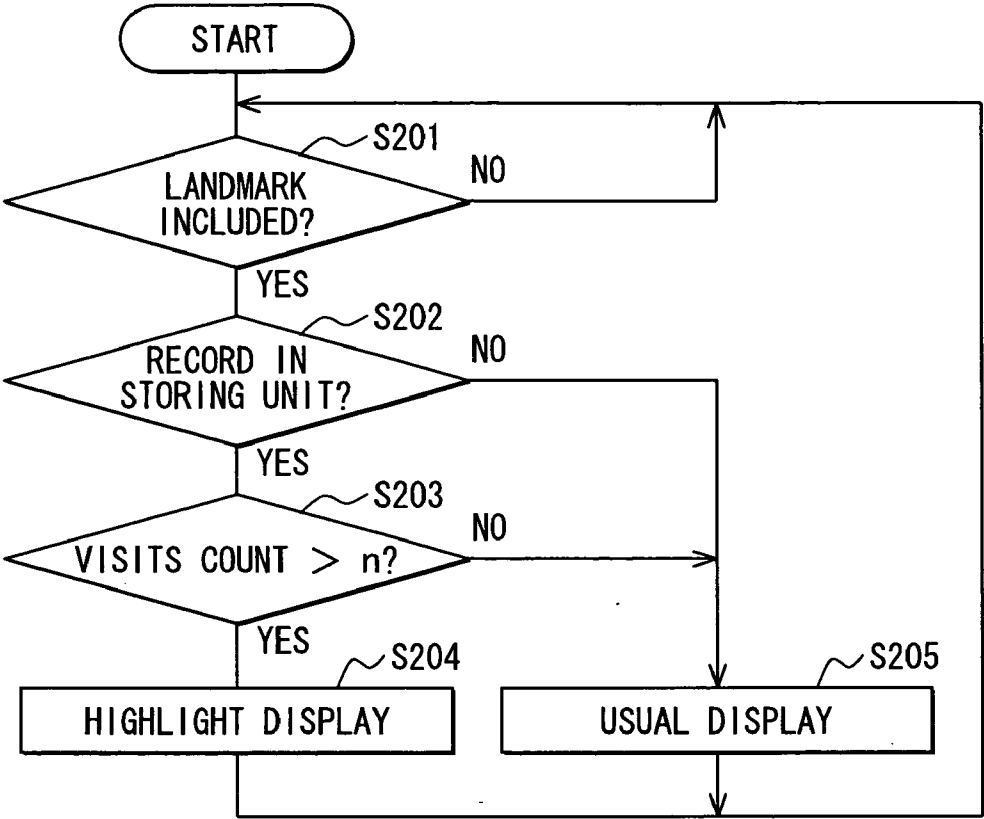 START
S201
LANDMARK
INCLUDED?
NO
YES
S202
RECORD IN
STORING UNIT?
NO
YES
S203
VISITS COUNT > n?
NO
YES
S204
HIGHLIGHT DISPLAY
S205
USUAL DISPLAY